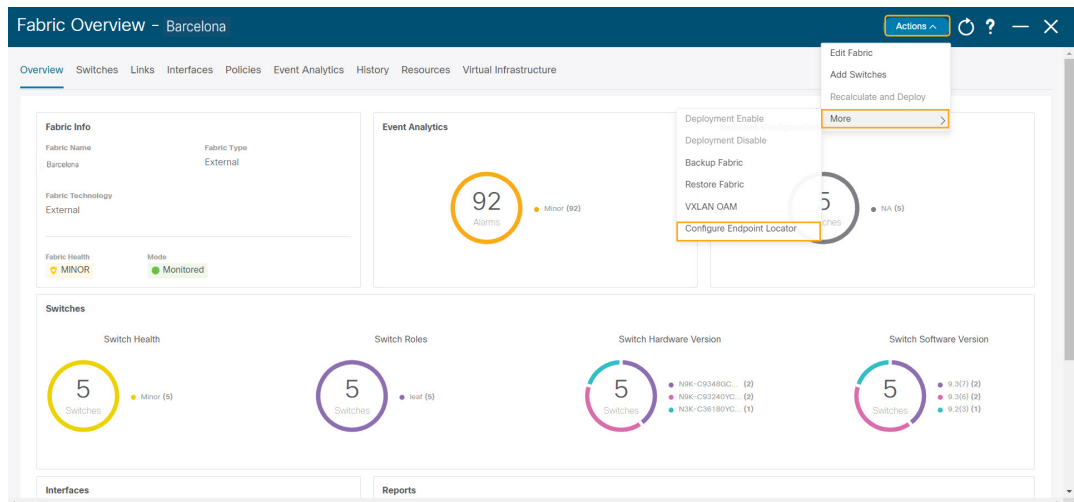 Fabric Overview - Barcelona
Actions
?
Edit Fabric
Add Switches
Recalculate and Deploy
More
Deployment Enable
Deployment Disable
Backup Fabric
Restore Fabric
VXLAN OAM
Configure Endpoint Locator
Overview Switches Links Interfaces Policies Event Analytics History Resources Virtual Infrastructure
Fabric Info
Fabric Name Fabric Type
Barcelona External
Fabric Technology
External
Fabric Health Mode
MINOR Monitored
Event Analytics
92
Alarms
Minor (92)
5
NA (5)
Switches
Switch Health
5
Switches
Minor (5)
Switch Roles
5
Switches
leaf (5)
Switch Hardware Version
5
Switches
N9K-C93480C... (2)
N9K-C93240YC... (2)
N3K-C36180YC... (1)
Switch Software Version
5
Switches
9.3(7) (2)
9.3(6) (2)
9.2(3) (1)
Interfaces
Reports